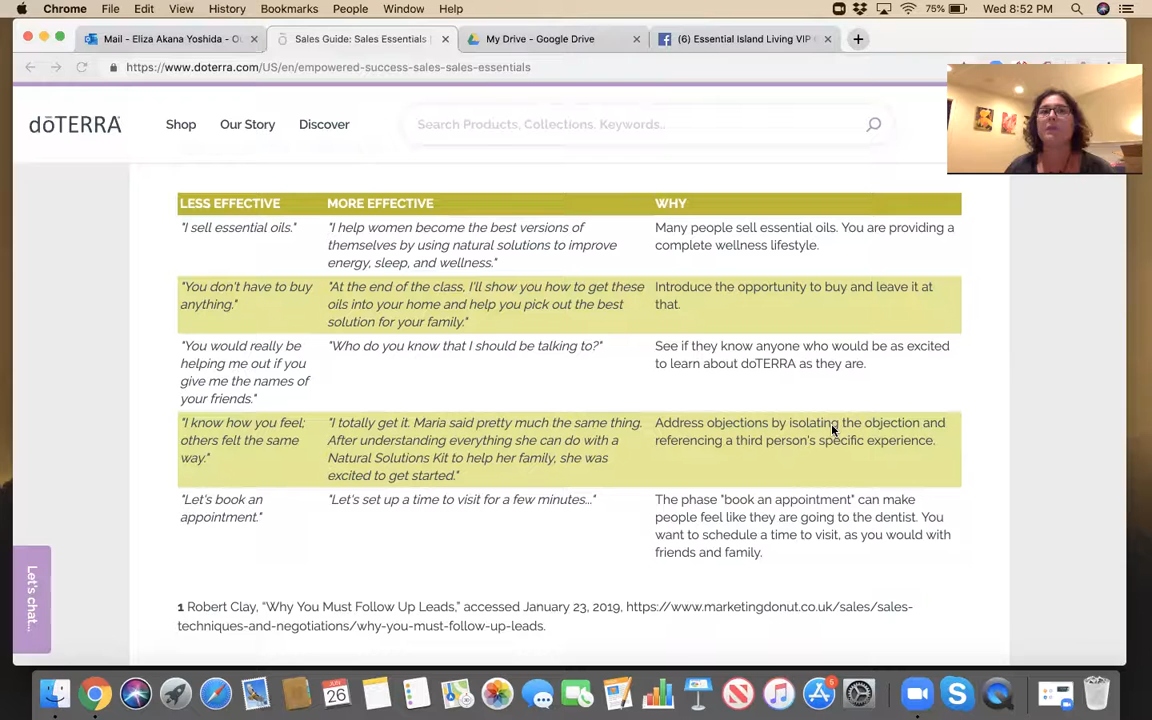 Chrome File Edit View History Bookmarks People Window Help 75% Wed 8:52 PM
Mail - Eliza Akana Yoshida - Ou × Sales Guide: Sales Essentials | × My Drive - Google Drive × (6) Essential Island Living VIP × +
https://www.doterra.com/US/en/empowered-success-sales-sales-essentials
dōTERRA Shop Our Story Discover Search Products, Collections, Keywords..
LESS EFFECTIVE MORE EFFECTIVE WHY
"I sell essential oils." "I help women become the best versions of Many people sell essential oils. You are providing a
themselves by using natural solutions to improve complete wellness lifestyle.
energy, sleep, and wellness."
"You don't have to buy "At the end of the class, I'll show you how to get these Introduce the opportunity to buy and leave it at
anything." oils into your home and help you pick out the best that.
solution for your family."
"You would really be "Who do you know that I should be talking to?" See if they know anyone who would be as excited
helping me out if you to learn about doTERRA as they are.
give me the names of
your friends."
"I know how you feel; "I totally get it. Maria said pretty much the same thing. Address objections by isolating the objection and
others felt the same After understanding everything she can do with a referencing a third person's specific experience.
way." Natural Solutions Kit to help her family, she was
excited to get started."
"Let's book an "Let's set up a time to visit for a few minutes..." The phase "book an appointment" can make
appointment." people feel like they are going to the dentist. You
want to schedule a time to visit, as you would with
friends and family.
Let's chat...
1 Robert Clay, "Why You Must Follow Up Leads," accessed January 23, 2019, https://www.marketingdonut.co.uk/sales/sales-
techniques-and-negotiations/why-you-must-follow-up-leads.
JUN
26
5